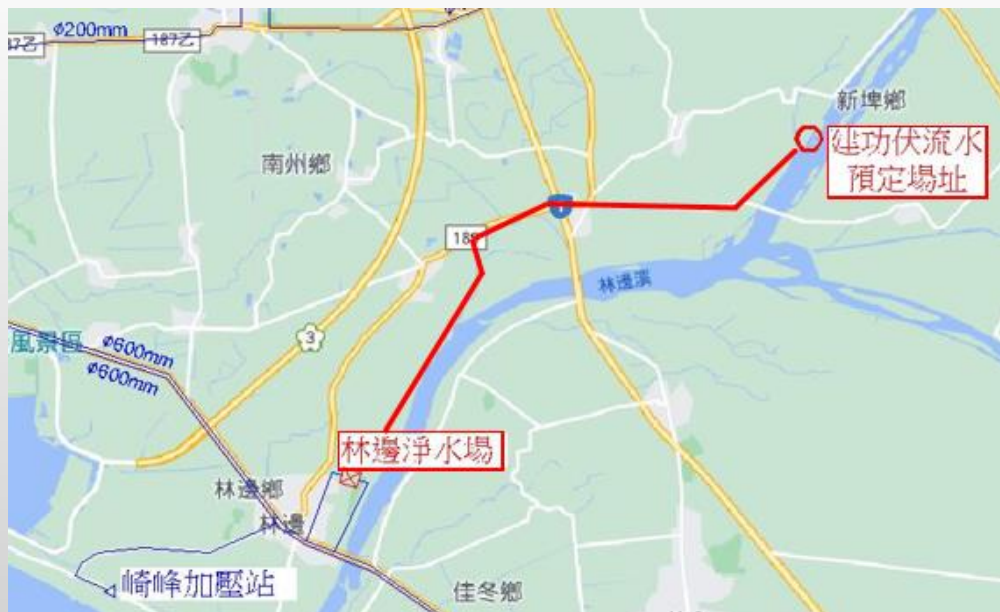 φ200mm
187乙
新埤鄉
建功伏流水
預定場址
南州鄉
1
林邊溪
3
風景區
φ600mm
φ600mm
林邊淨水場
林邊鄉
林邊
崎峰加壓站
佳冬鄉